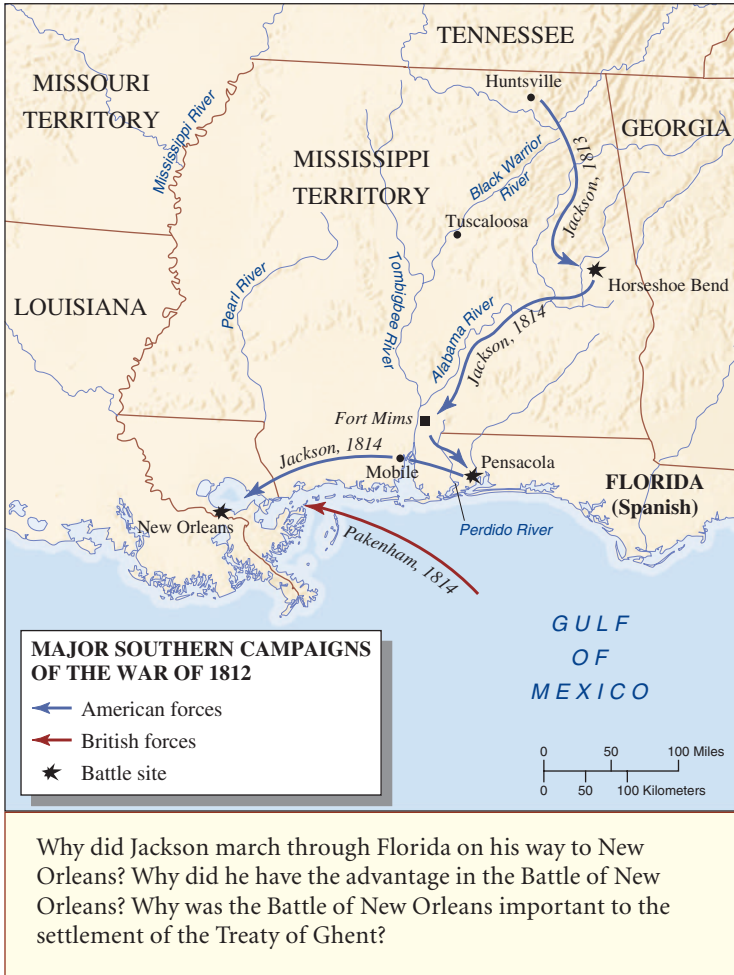 TENNESSEE
MISSOURI
TERRITORY
Huntsville
GEORGIA
Mississippi River
MISSISSIPPI
TERRITORY
Black Warrior
River
Jackson, 1813
Tuscaloosa
Tombigbee River
Pearl River
Horseshoe Bend
LOUISIANA
Alabama River
Jackson, 1814
Fort Mims
Jackson, 1814
Mobile
Pensacola
FLORIDA
(Spanish)
New Orleans
Perdido River
Pakenham, 1814
GULF
OF
MEXICO
MAJOR SOUTHERN CAMPAIGNS
OF THE WAR OF 1812
American forces
British forces
Battle site
0 50 100 Miles
0 50 100 Kilometers
Why did Jackson march through Florida on his way to New
Orleans? Why did he have the advantage in the Battle of New
Orleans? Why was the Battle of New Orleans important to the
settlement of the Treaty of Ghent?